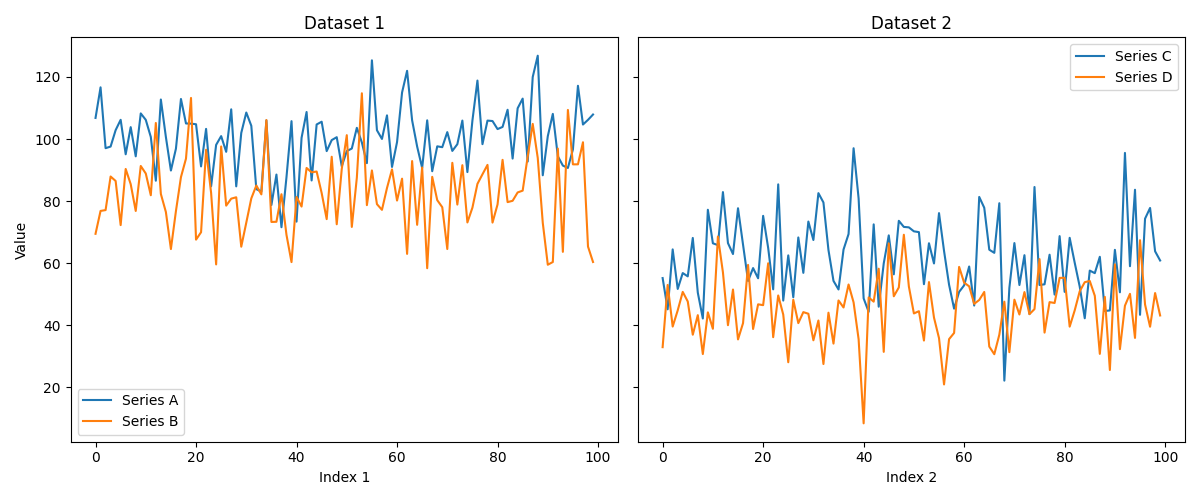 Dataset 1
Value
120
100
80
60
40
20
Series A
Series B
0 20 40 60 80 100
Index 1
Dataset 2
Series C
Series D
0 20 40 60 80 100
Index 2